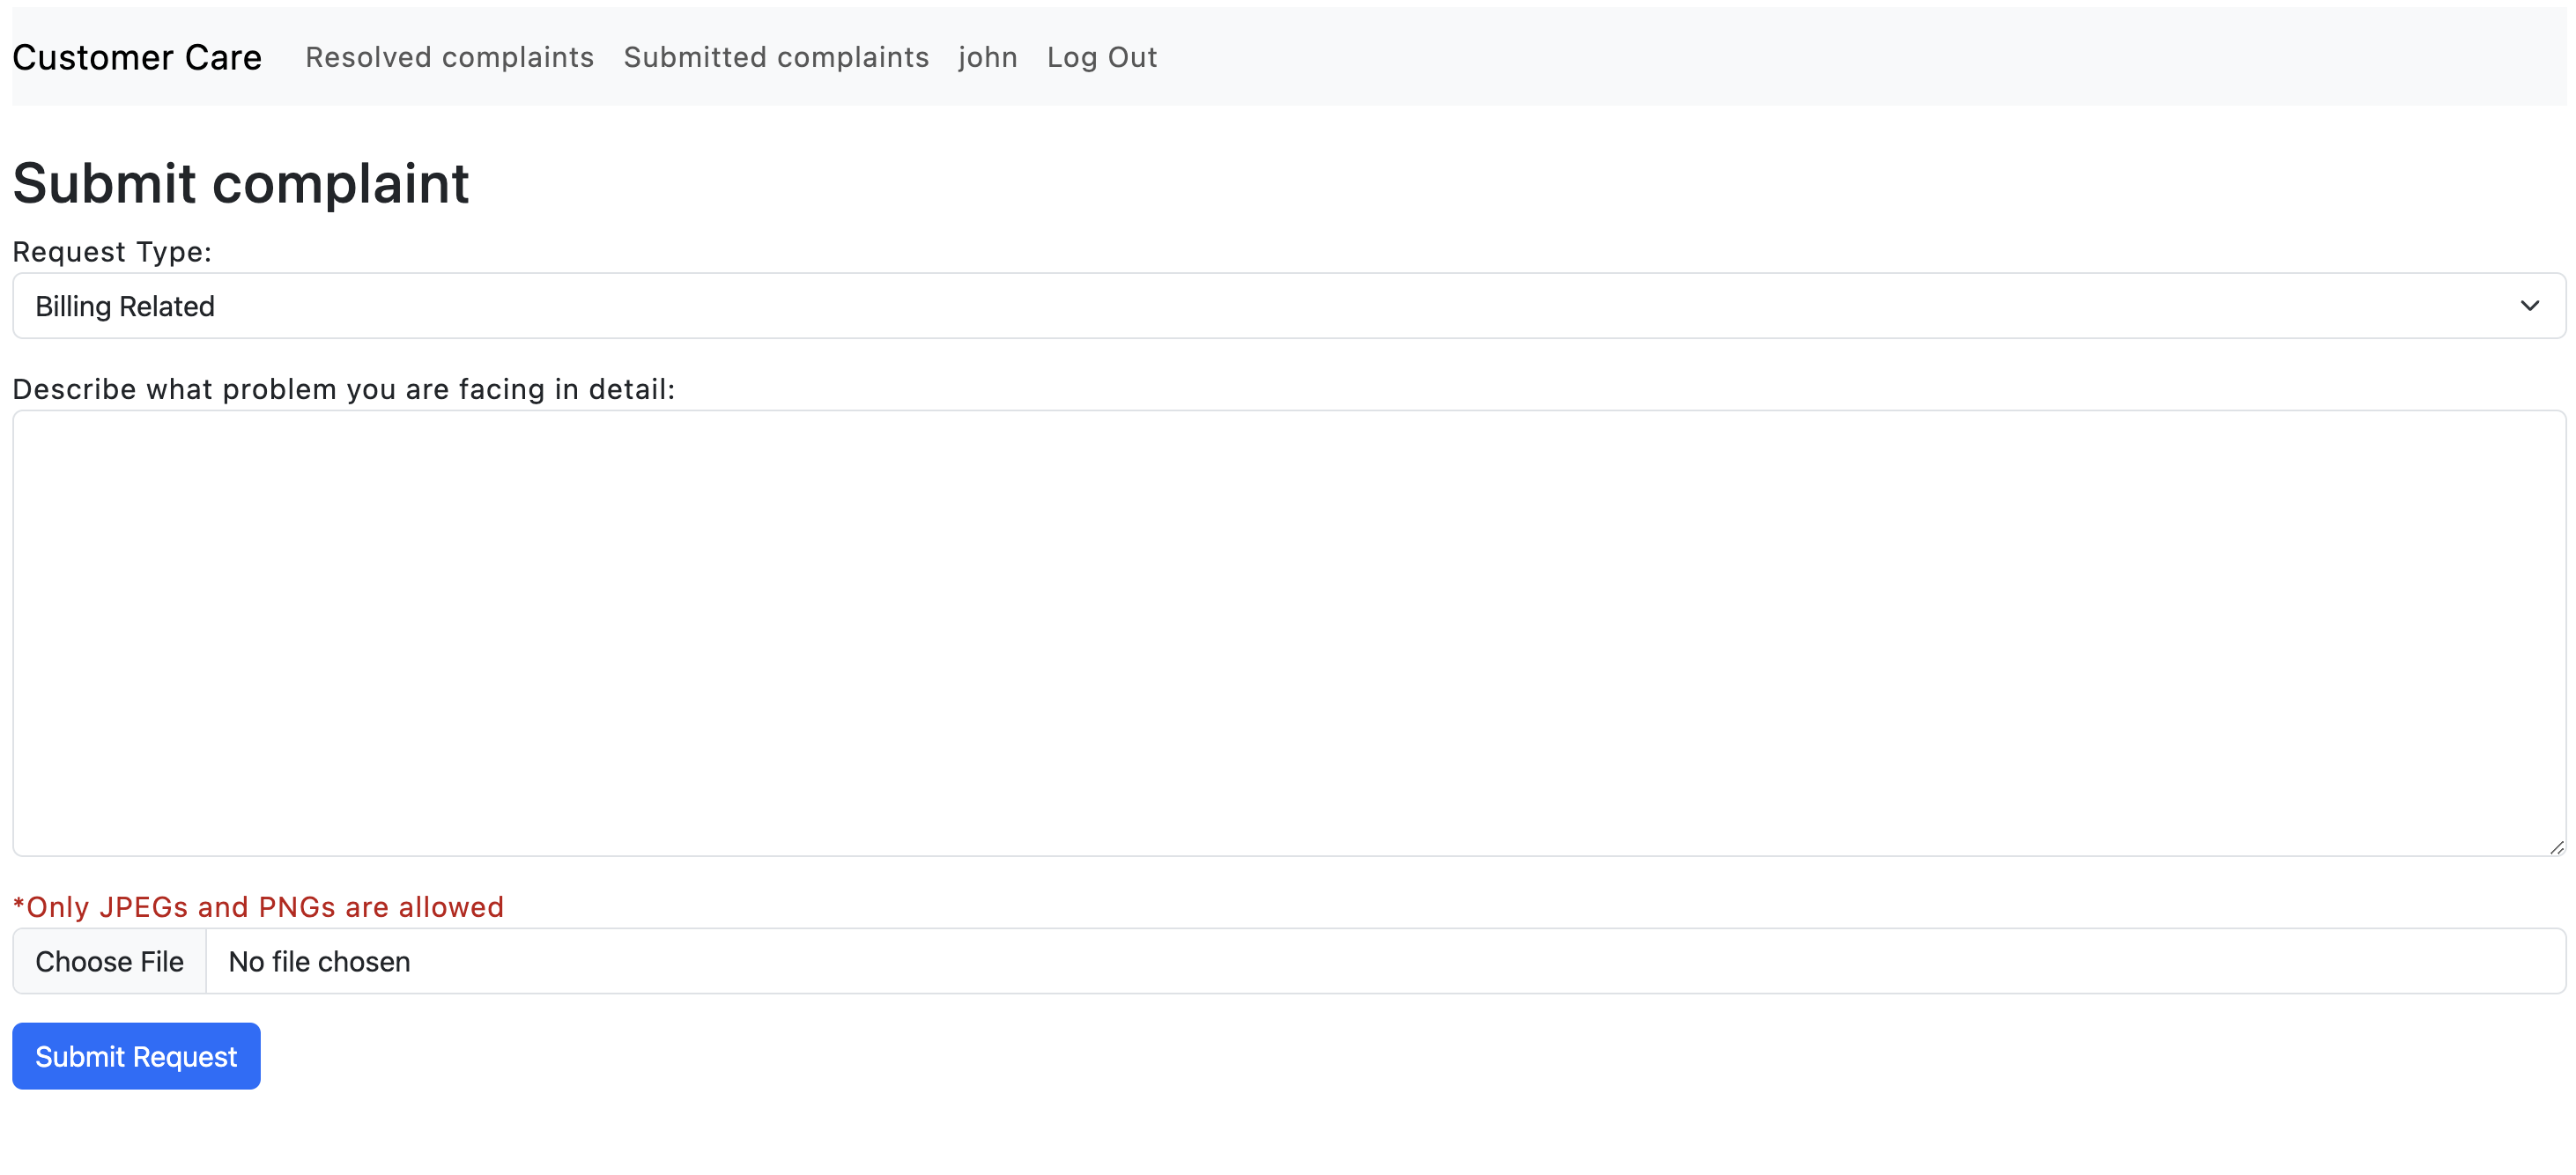 Customer Care Resolved complaints Submitted complaints john Log Out
Submit complaint
Request Type:
Billing Related
Describe what problem you are facing in detail:
*Only JPEGs and PNGs are allowed
Choose File No file chosen
Submit Request